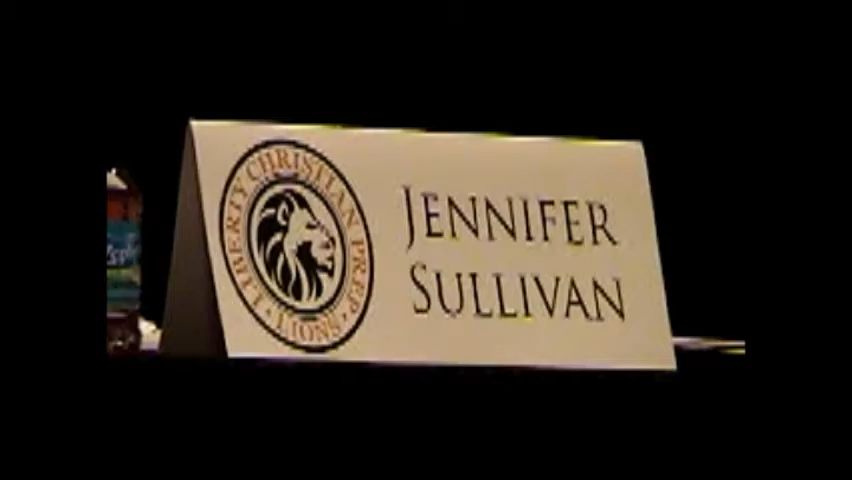 LIBERTY CHRISTIAN PREP
LIONS
JENNIFER
SULLIVAN